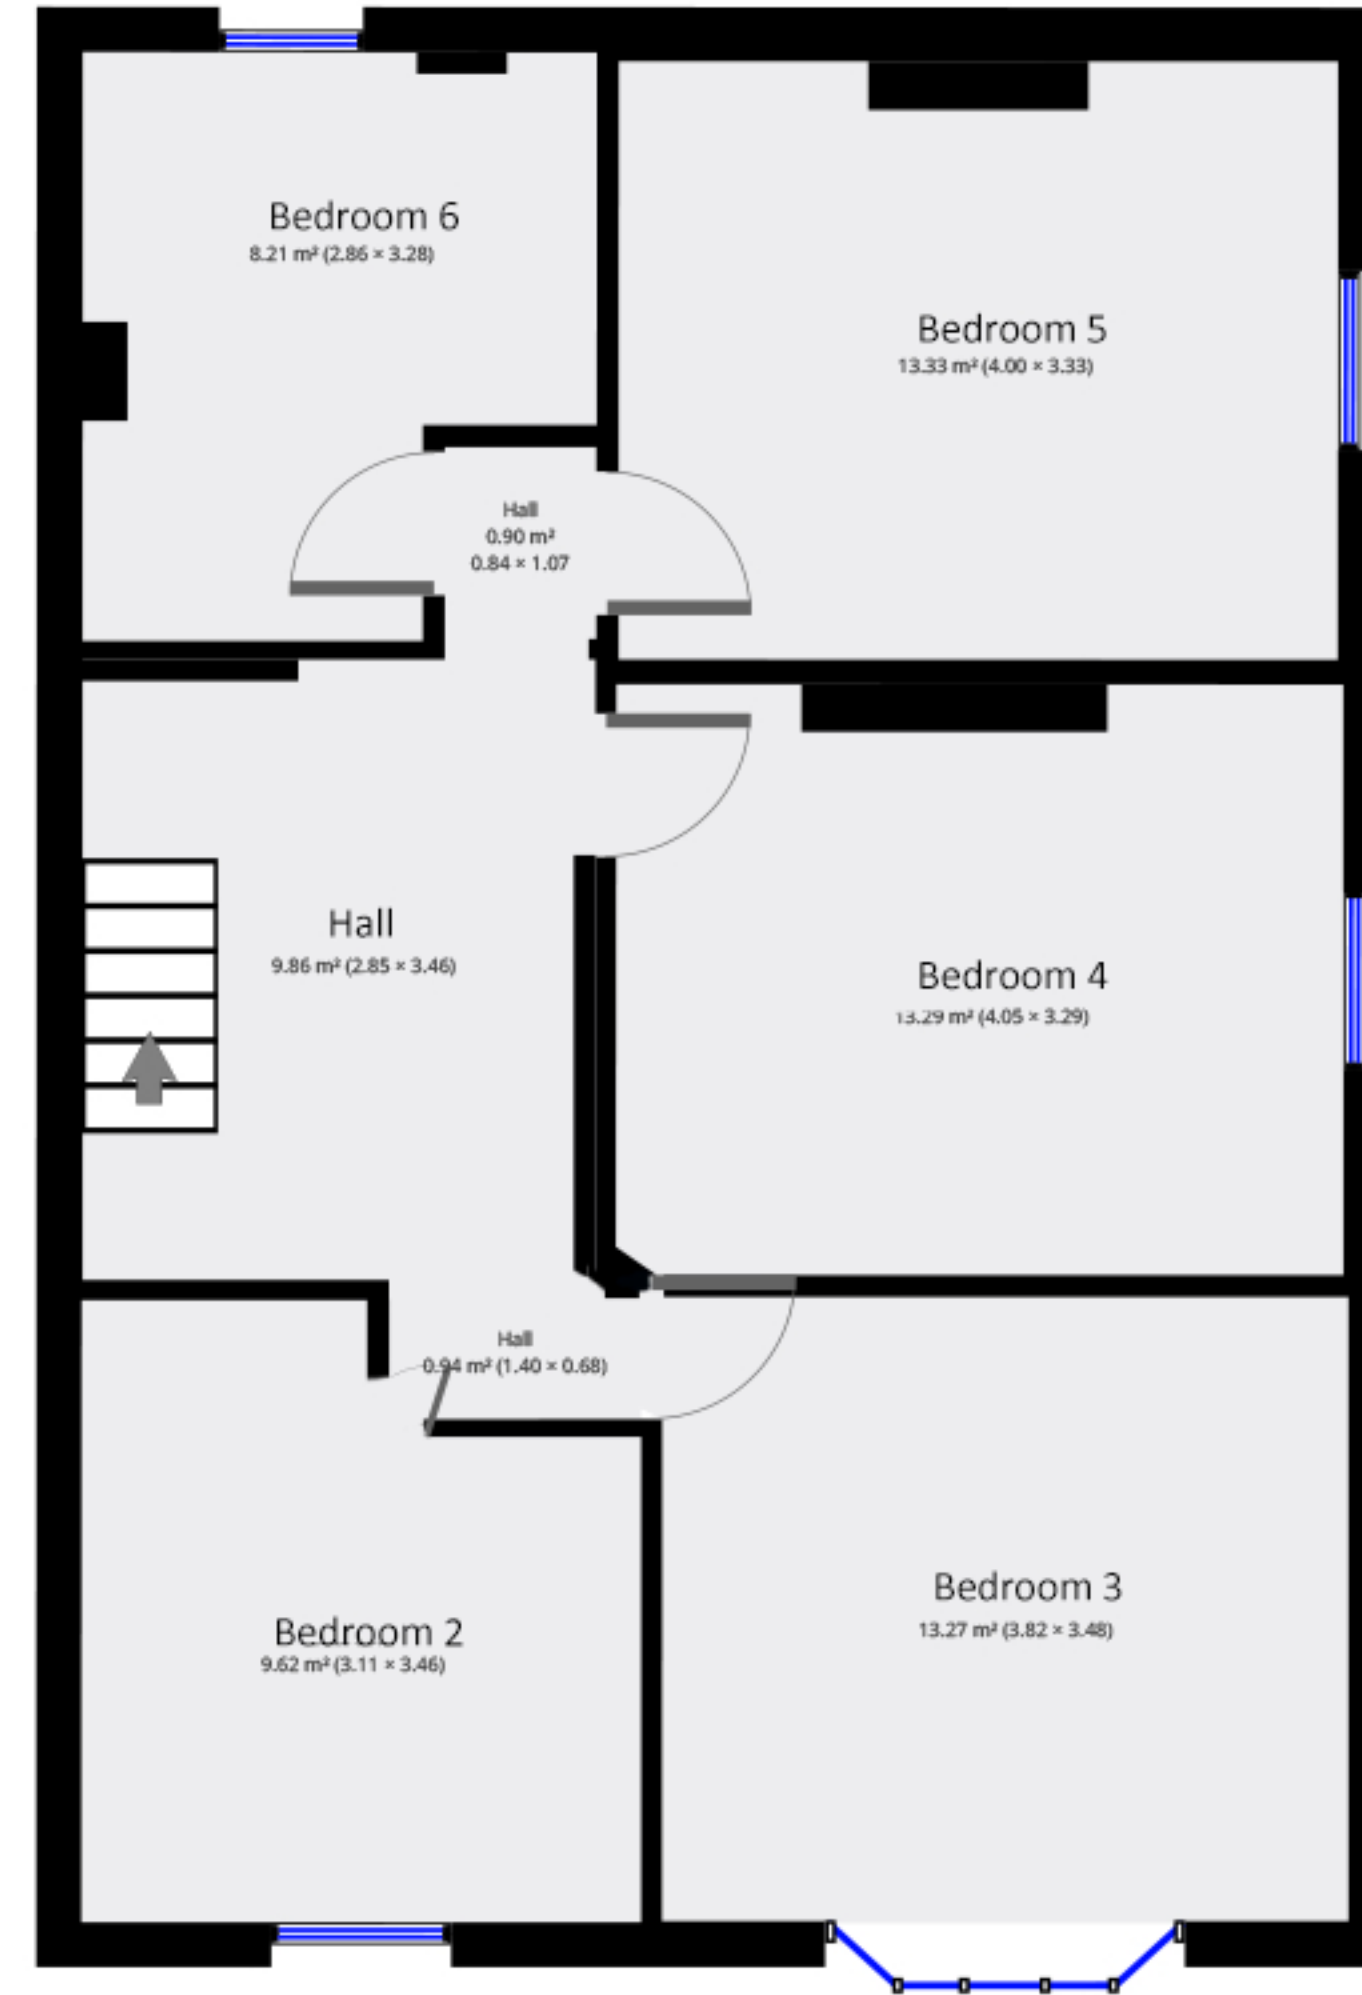 Bedroom 6
8.21 m² (2.86 × 3.28)
Bedroom 5
13.33 m² (4.00 × 3.33)
Hall
0.90 m²
0.84 × 1.07
Hall
9.86 m² (2.85 × 3.46)
Bedroom 4
13.29 m² (4.05 × 3.29)
Hall
0.94 m² (1.40 × 0.68)
Bedroom 3
13.27 m² (3.82 × 3.48)
Bedroom 2
9.62 m² (3.11 × 3.46)